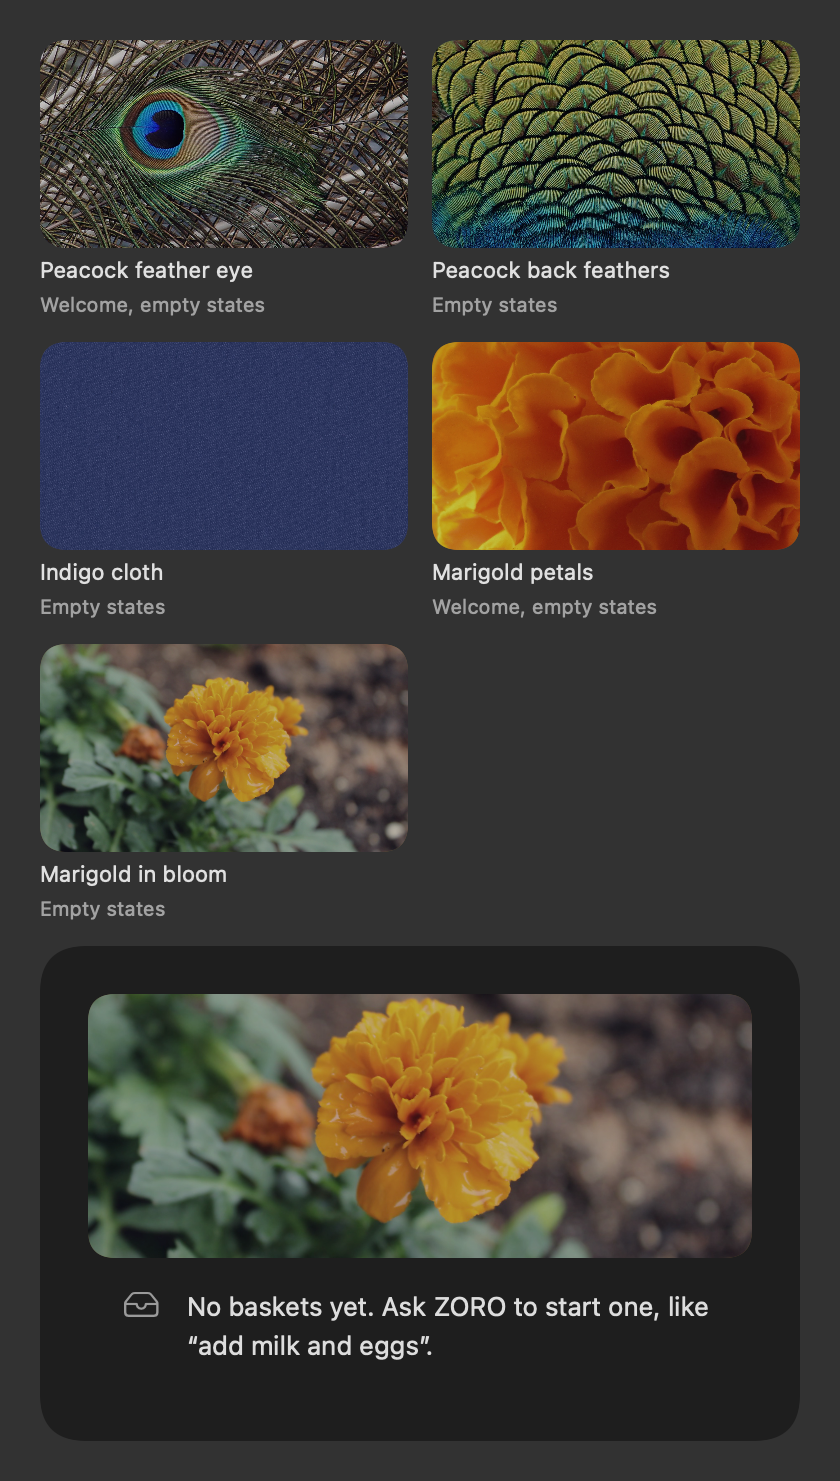 Peacock feather eye
Welcome, empty states
Peacock back feathers
Empty states
Indigo cloth
Empty states
Marigold petals
Welcome, empty states
Marigold in bloom
Empty states
No baskets yet. Ask ZORO to start one, like
“add milk and eggs”.